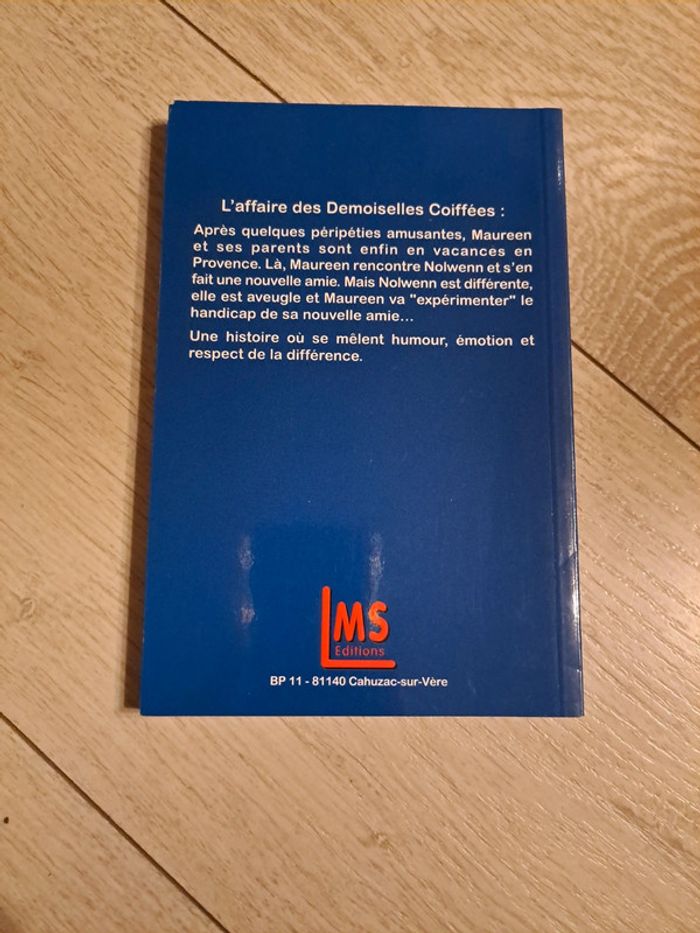 L'affaire des Demoiselles Coiffées :
Après quelques péripéties amusantes, Maureen
et ses parents sont enfin en vacances en
Provence. Là, Maureen rencontre Nolwenn et s'en
fait une nouvelle amie. Mais Nolwenn est différente,
elle est aveugle et Maureen va "expérimenter" le
handicap de sa nouvelle amie...
Une histoire où se mêlent humour, émotion et
respect de la différence.
LMS
Editions
BP 11 - 81140 Cahuzac-sur-Vère